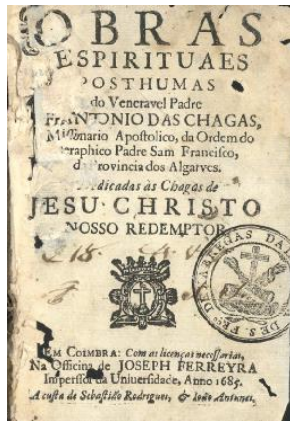 OBRAS
ESPIRITUAES
POSTHUMAS
do Veneravel Padre
Fr. ANTONIO DAS CHAGAS,
Missionario Apostolico, da Ordem do
Seraphico Padre Sam Francisco,
da Provincia dos Algarves.
Dedicadas às Chagas de
JESU CHRISTO
NOSSO REDEMPTOR
EM COIMBRA: Com as licenças necessarias,
Na Officina de JOSEPH FERREYRA
Impressor da Universidade, Anno 1685.
A custa de Sebastião Rodrigues, & João Antunes,